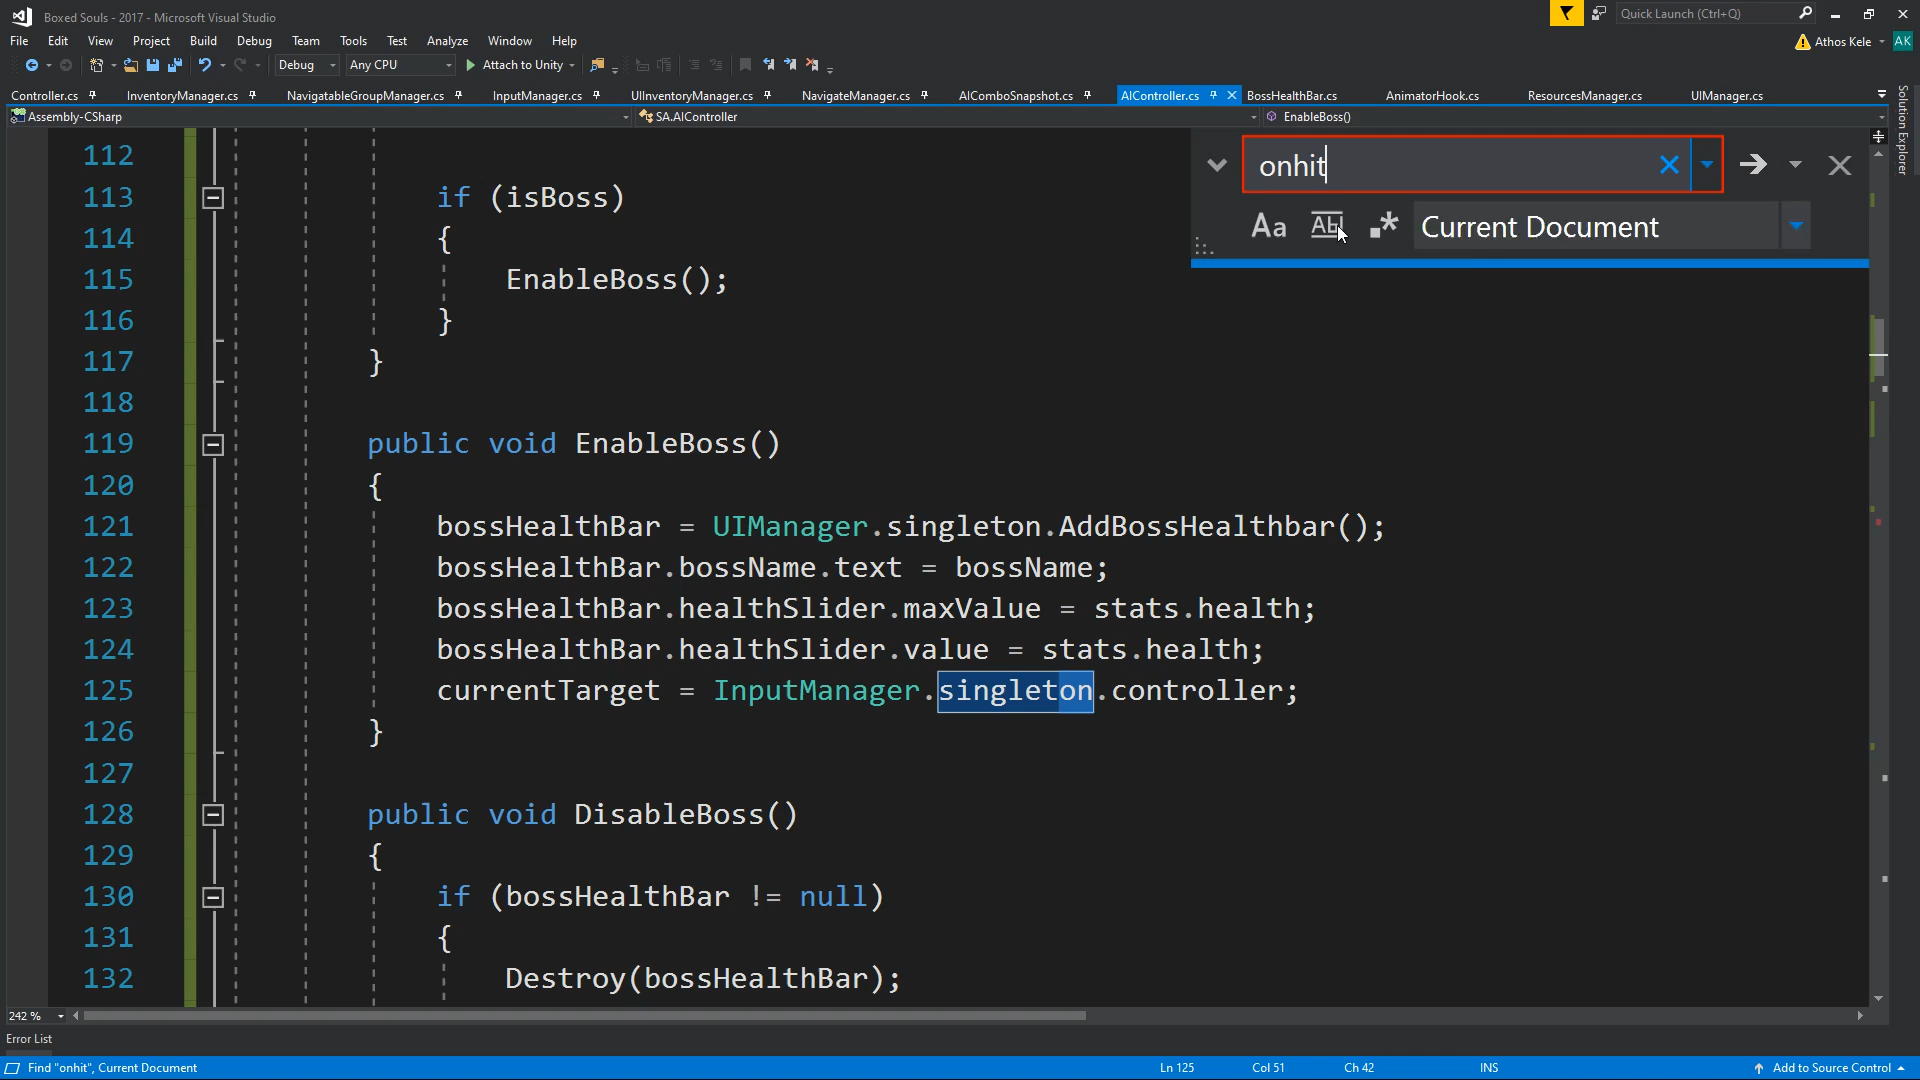 Boxed Souls - 2017 - Microsoft Visual Studio
Quick Launch (Ctrl+Q)
File Edit View Project Build Debug Team Tools Test Analyze Window Help
Athos Kele AK
Debug Any CPU Attach to Unity
Controller.cs InventoryManager.cs NavigatableGroupManager.cs InputManager.cs UIInventoryManager.cs NavigateManager.cs AIComboSnapshot.cs AIController.cs BossHealthBar.cs AnimatorHook.cs ResourcesManager.cs UIManager.cs
Solution Explorer
Assembly-CSharp SA.AIController EnableBoss()
onhit
Aa Abl .* Current Document
112
113 if (isBoss)
114 {
115 EnableBoss();
116 }
117 }
118
119 public void EnableBoss()
120 {
121 bossHealthBar = UIManager.singleton.AddBossHealthbar();
122 bossHealthBar.bossName.text = bossName;
123 bossHealthBar.healthSlider.maxValue = stats.health;
124 bossHealthBar.healthSlider.value = stats.health;
125 currentTarget = InputManager.singleton.controller;
126 }
127
128 public void DisableBoss()
129 {
130 if (bossHealthBar != null)
131 {
132 Destroy(bossHealthBar);
242 %
Error List
Find "onhit", Current Document Ln 125 Col 51 Ch 42 INS Add to Source Control